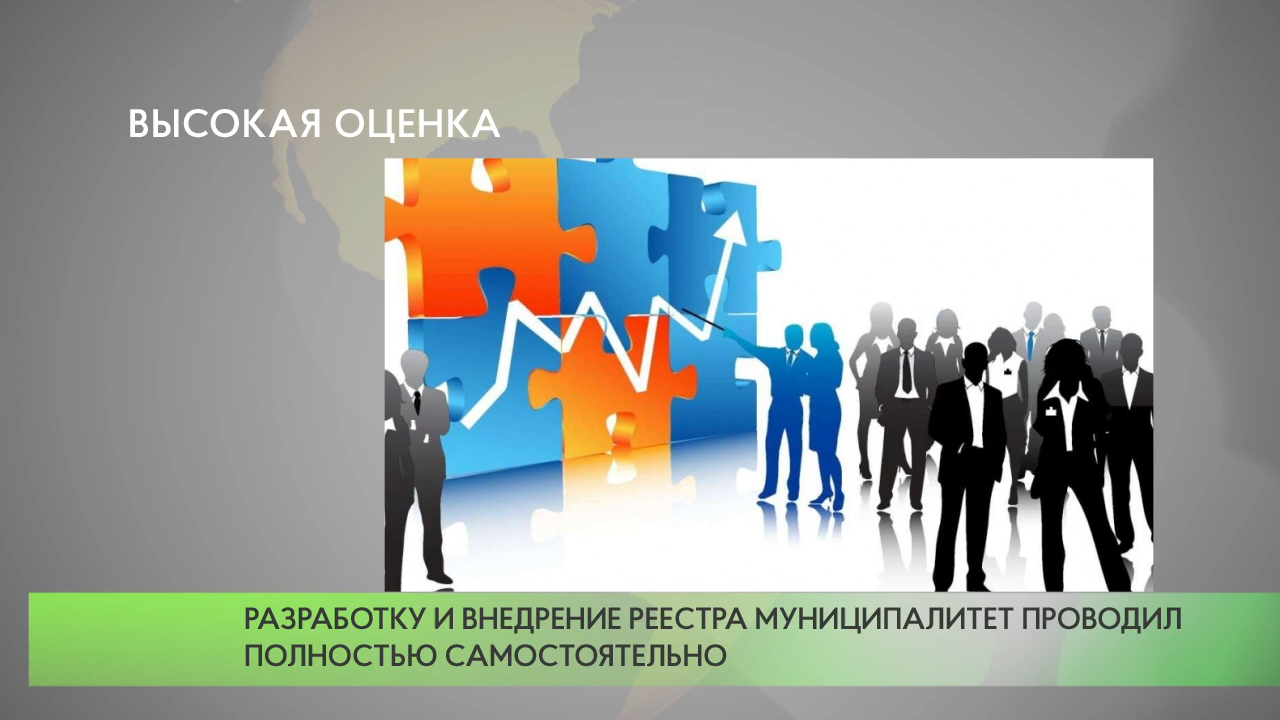 ВЫСОКАЯ ОЦЕНКА
РАЗРАБОТКУ И ВНЕДРЕНИЕ РЕЕСТРА МУНИЦИПАЛИТЕТ ПРОВОДИЛ
ПОЛНОСТЬЮ САМОСТОЯТЕЛЬНО